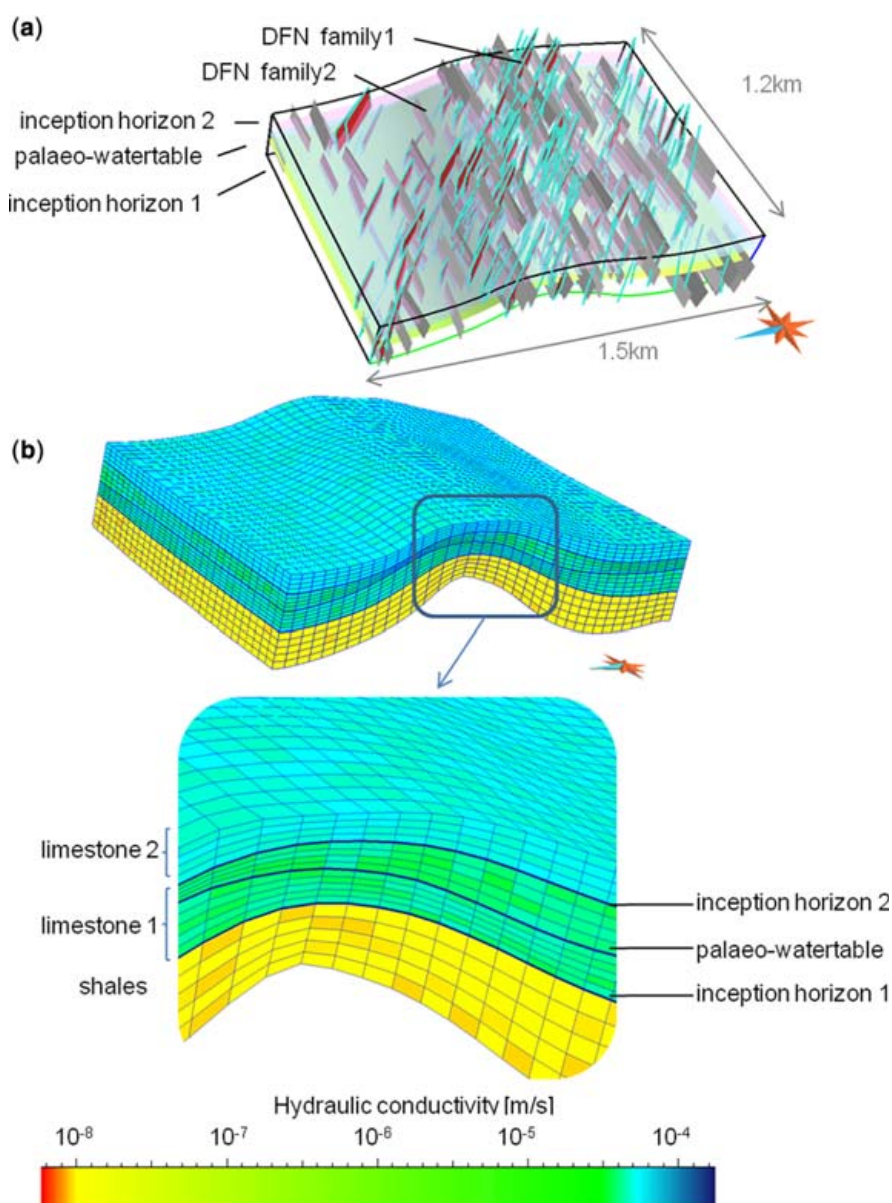 (a)
DFN family1
DFN family2
1.2km
inception horizon 2
palaeo-watertable
inception horizon 1
1.5km
(b)
limestone 2
inception horizon 2
limestone 1
palaeo-watertable
shales
inception horizon 1
Hydraulic conductivity [m/s]
10-8 10-7 10-6 10-5 10-4